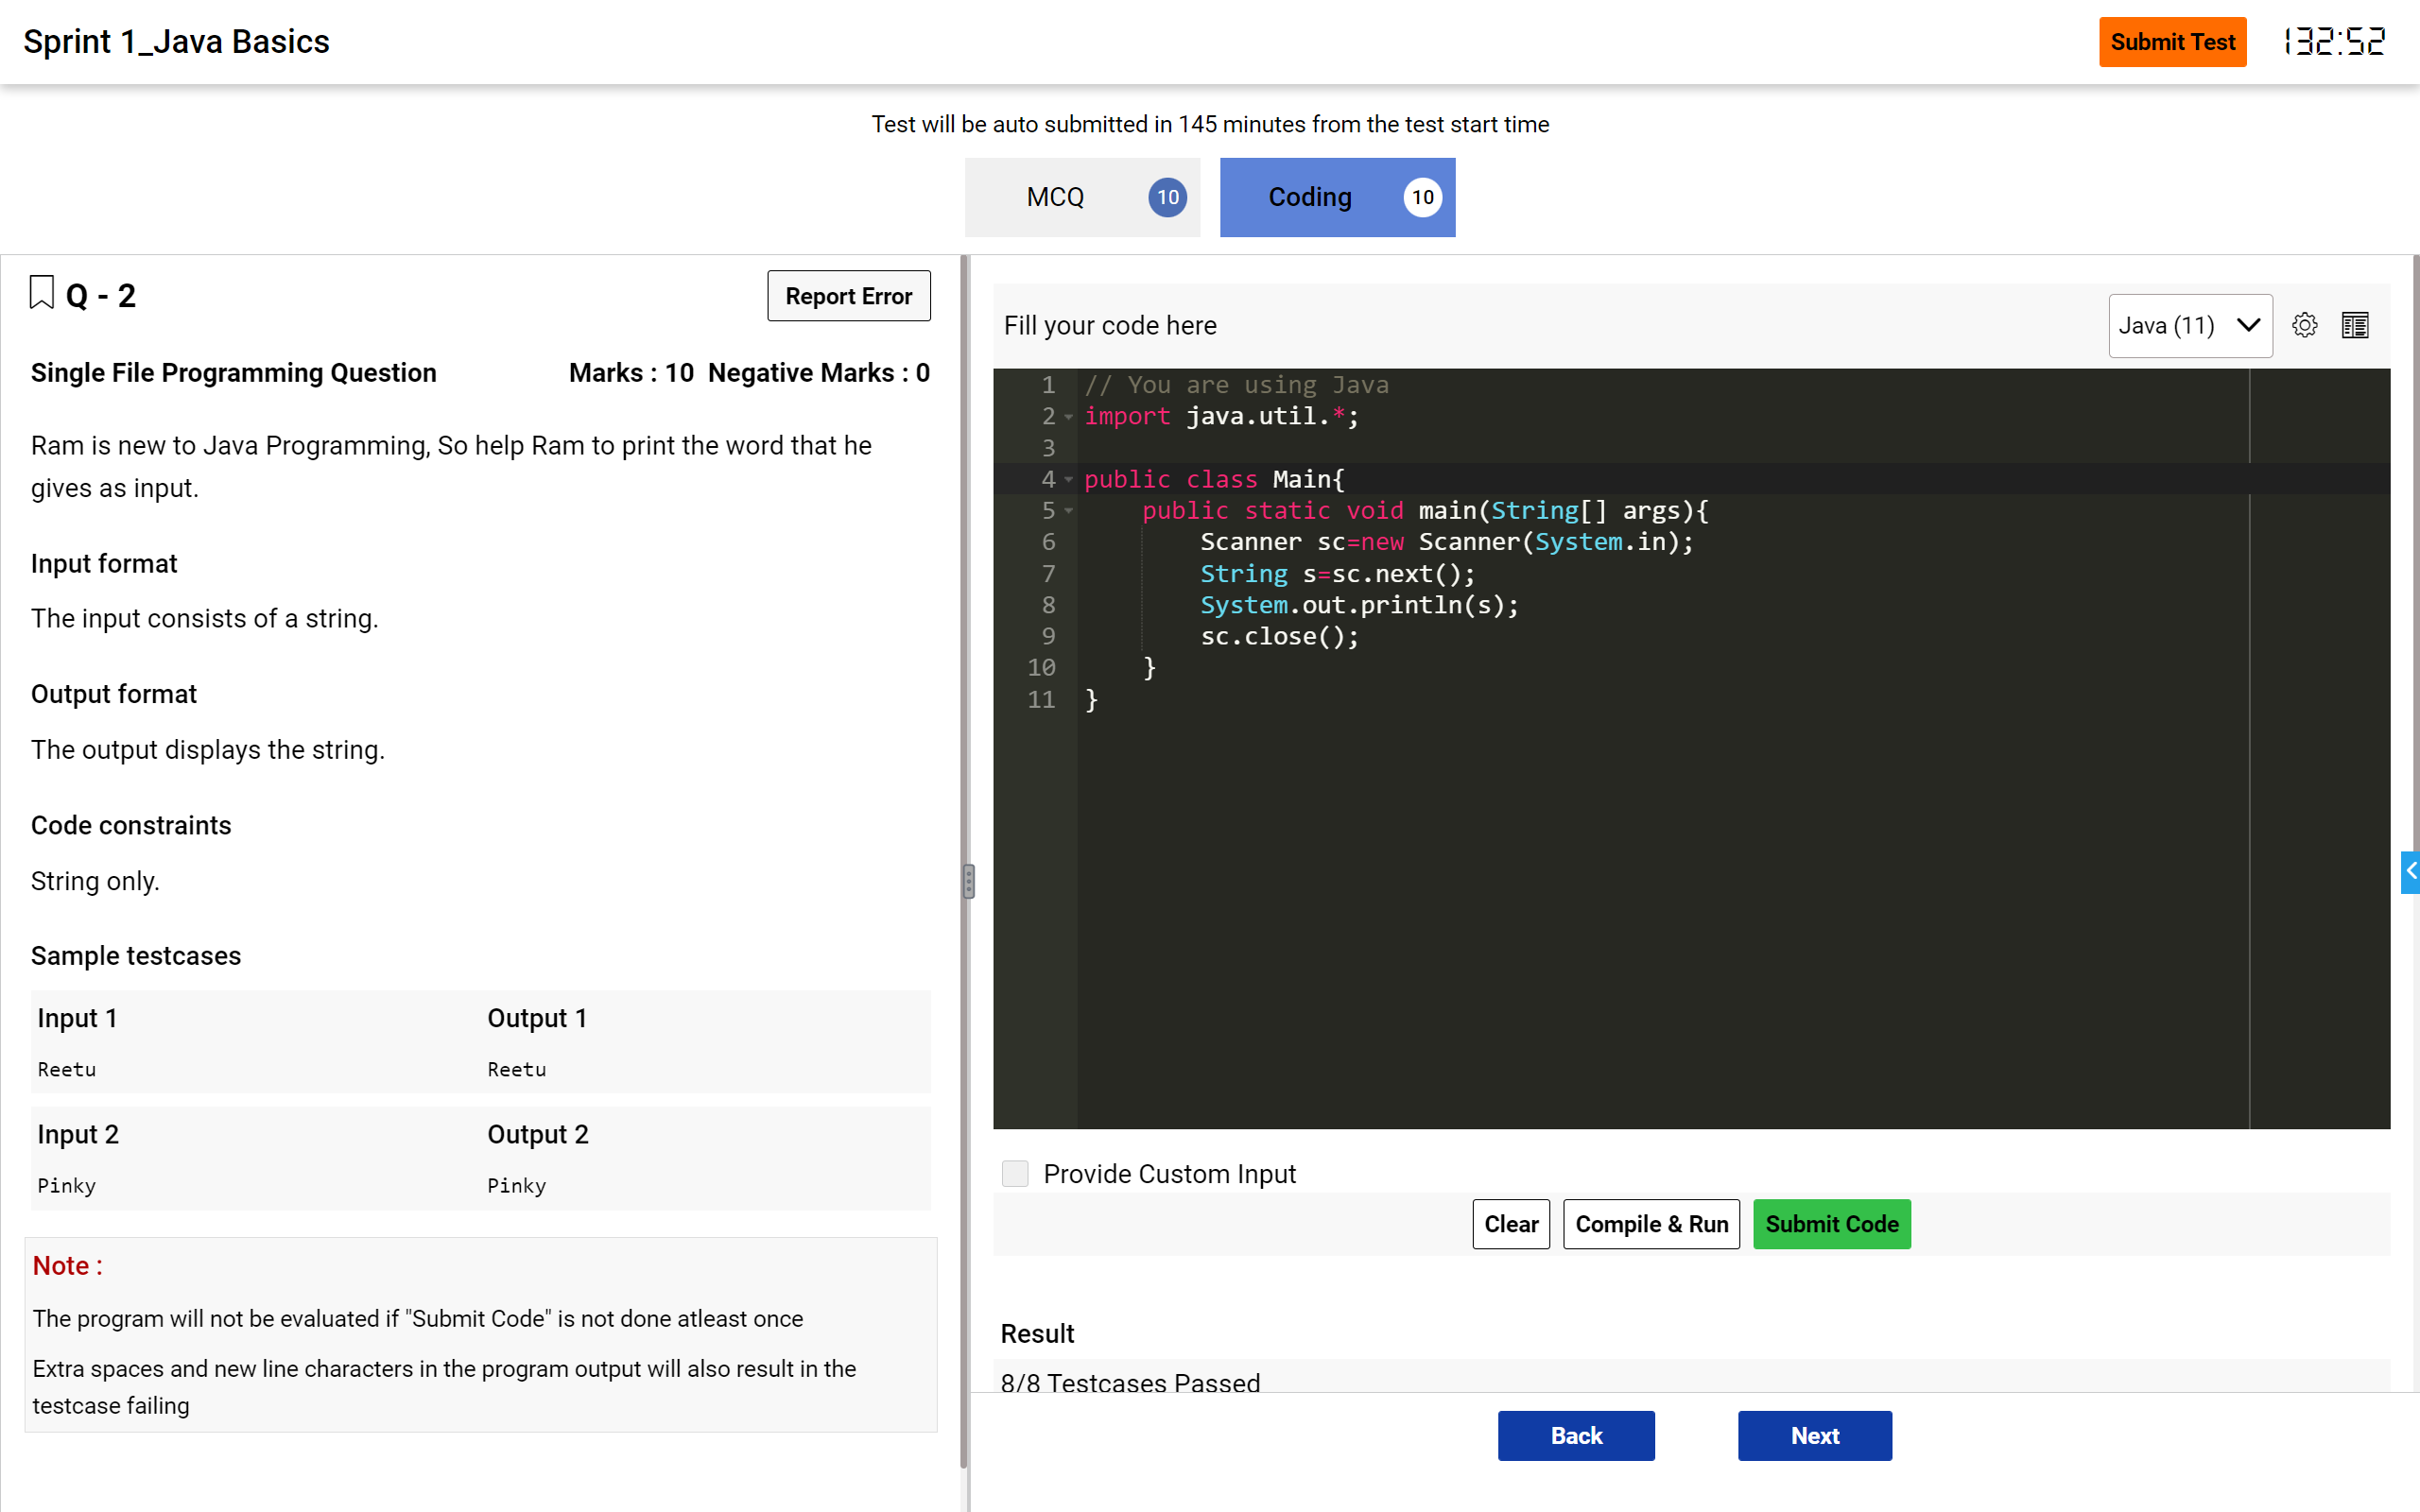 Sprint 1_Java Basics
Submit Test
132:52
Test will be auto submitted in 145 minutes from the test start time
MCQ 10
Coding 10
Q - 2
Report Error
Single File Programming Question
Marks : 10 Negative Marks : 0
Ram is new to Java Programming, So help Ram to print the word that he
gives as input.
Input format
The input consists of a string.
Output format
The output displays the string.
Code constraints
String only.
Sample testcases
Input 1 Output 1
Reetu Reetu
Input 2 Output 2
Pinky Pinky
Note :
The program will not be evaluated if "Submit Code" is not done atleast once
Extra spaces and new line characters in the program output will also result in the
testcase failing
Fill your code here
Java (11)
1 // You are using Java
2 import java.util.*;
3
4 public class Main{
5     public static void main(String[] args){
6         Scanner sc=new Scanner(System.in);
7         String s=sc.next();
8         System.out.println(s);
9         sc.close();
10     }
11 }
Provide Custom Input
Clear
Compile & Run
Submit Code
Result
8/8 Testcases Passed
Back
Next